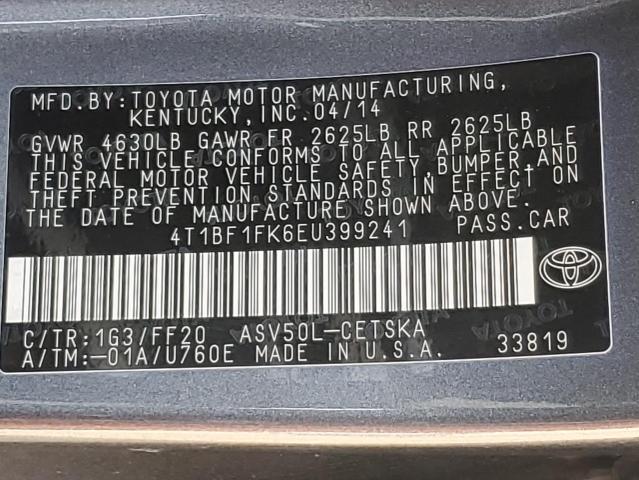 MFD.BY:TOYOTA MOTOR MANUFACTURING,
KENTUCKY,INC.04/14
GVWR 4630LB GAWR FR 2625LB RR 2625LB
THIS VEHICLE CONFORMS TO ALL APPLICABLE
FEDERAL MOTOR VEHICLE SAFETY,BUMPER,AND
THEFT PREVENTION STANDARDS IN EFFECT ON
THE DATE OF MANUFACTURE SHOWN ABOVE.
4T1BF1FK6EU399241 PASS.CAR
C/TR:1G3/FF20 ASV50L-CETSKA
A/TM:-01A/U760E MADE IN U.S.A. 33819